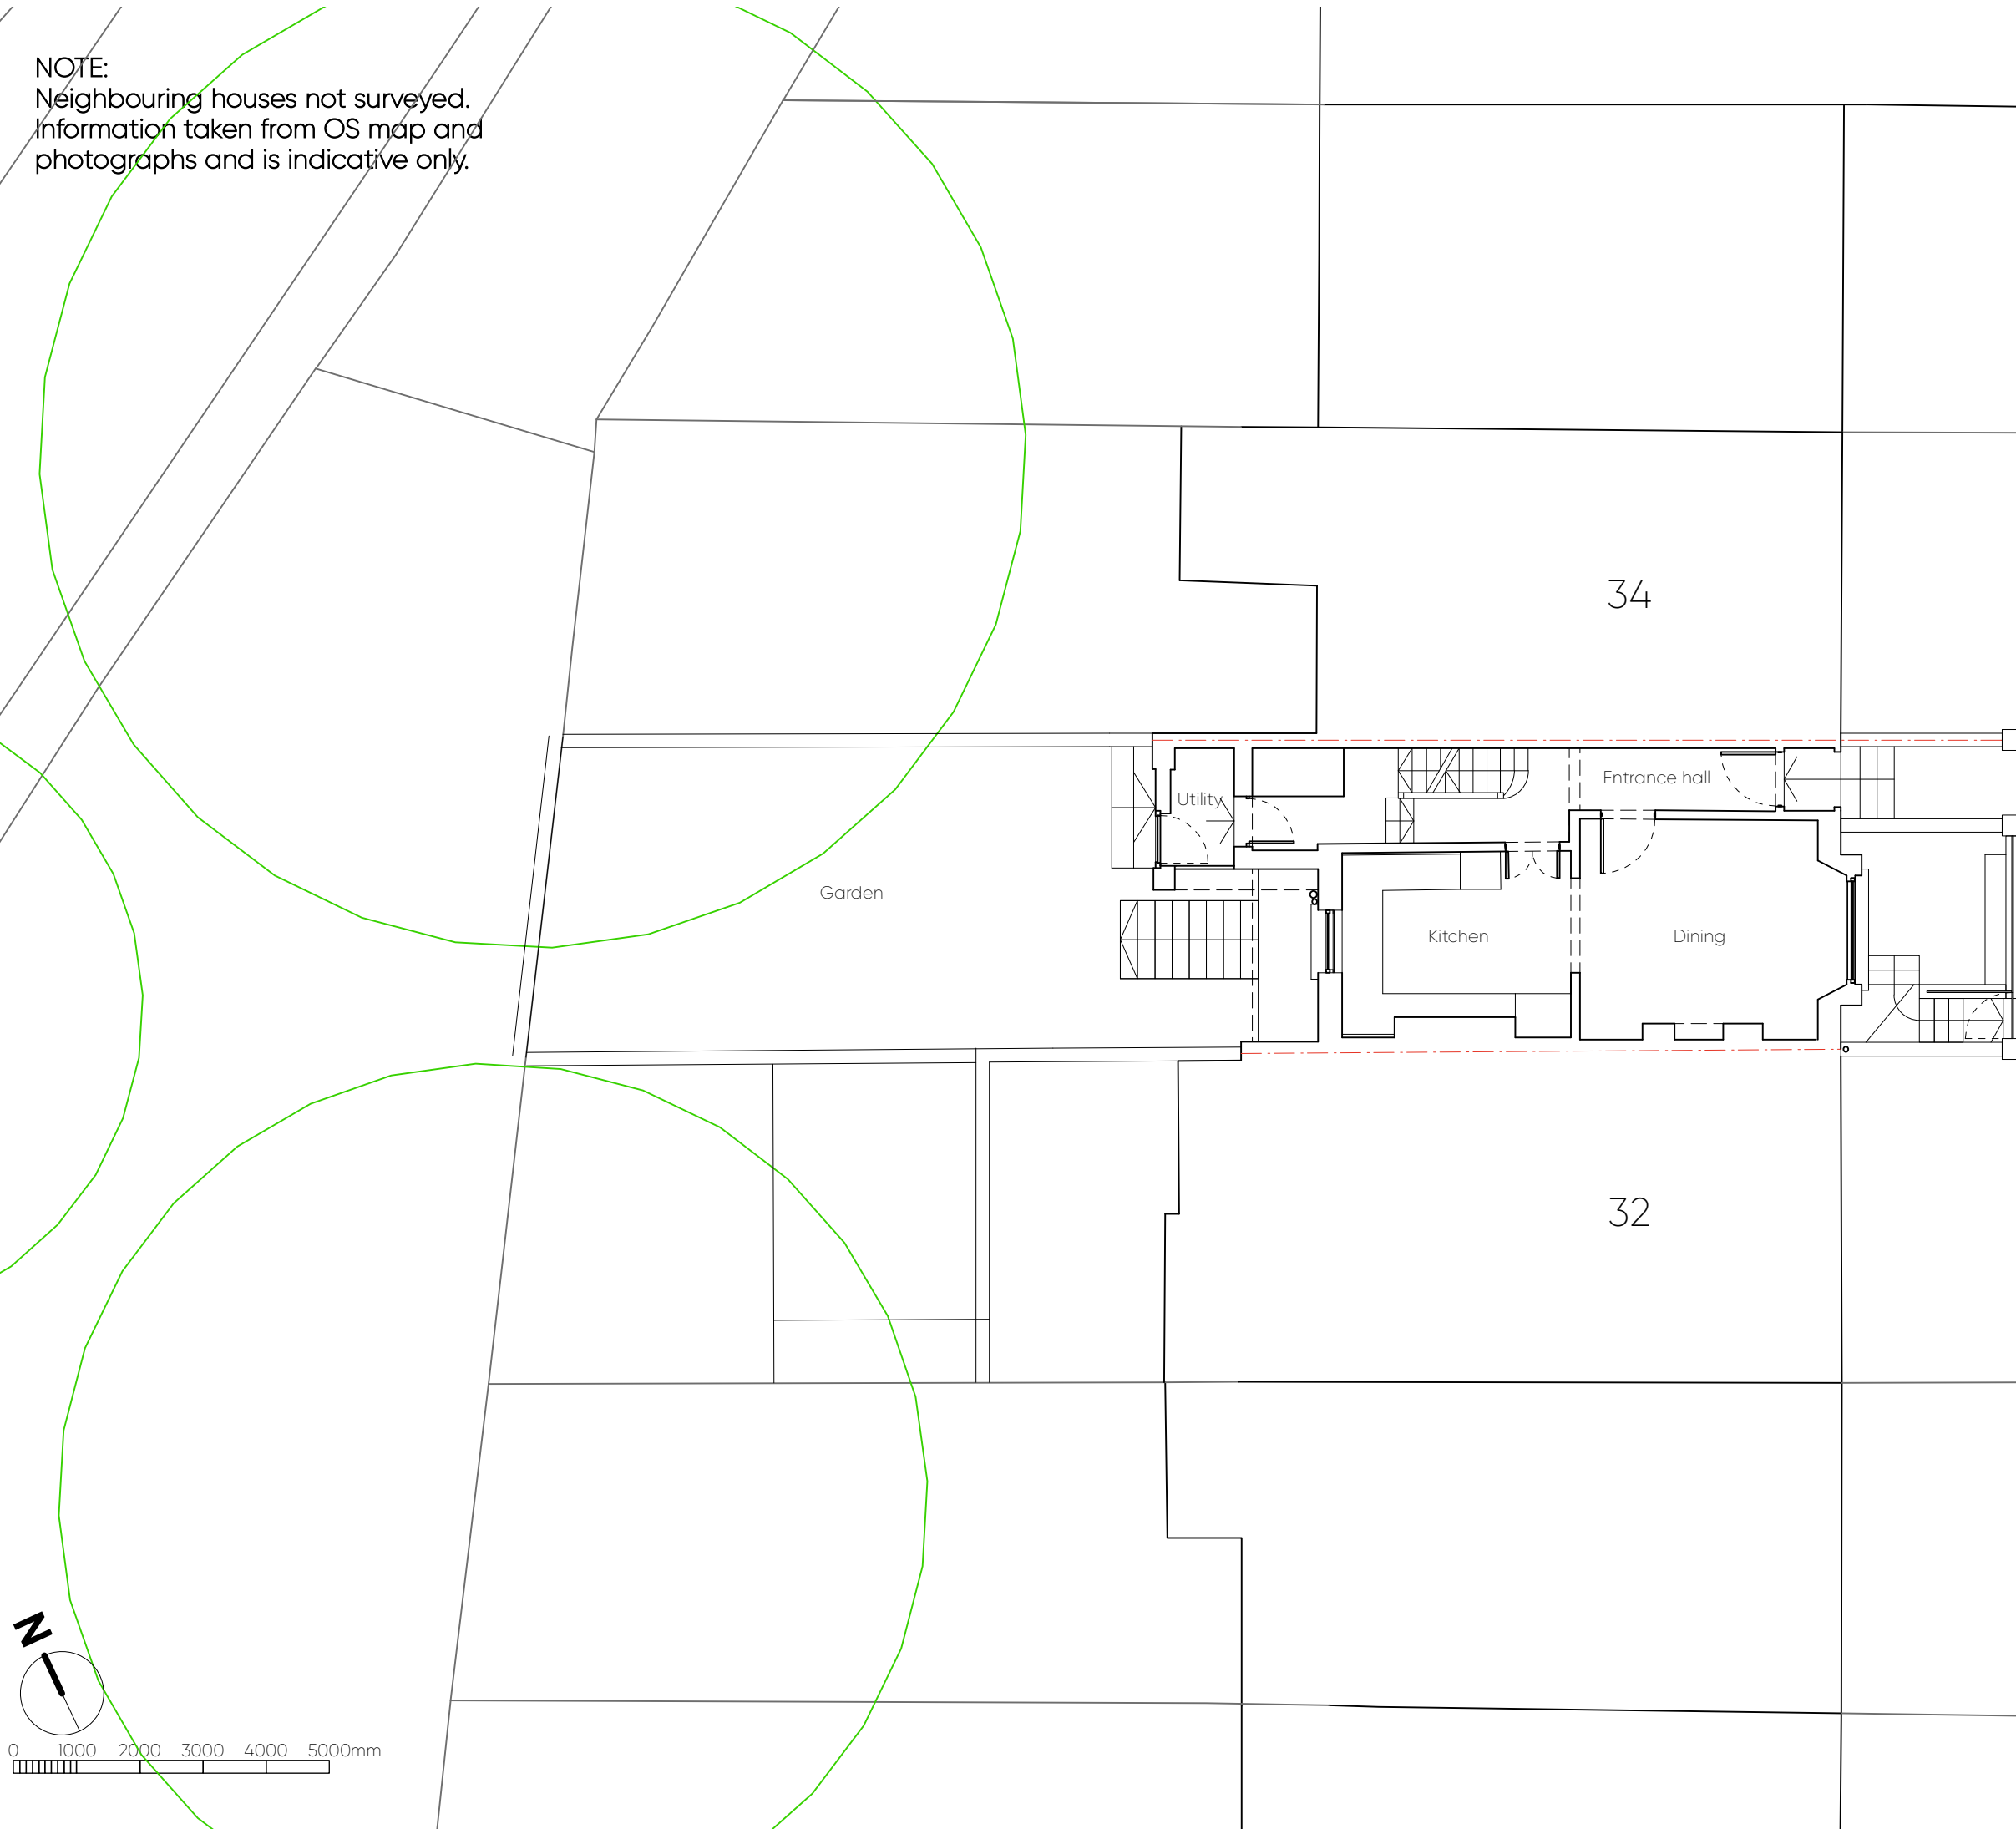 NOTE:
Neighbouring houses not surveyed.
Information taken from OS map and
photographs and is indicative only.
34
Entrance hall
Utility
Garden
Kitchen
Dining
32
N
0 1000 2000 3000 4000 5000mm